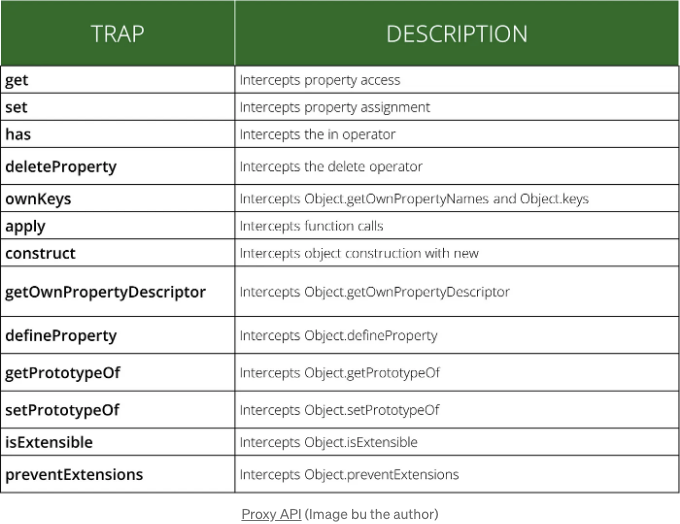 TRAP DESCRIPTION
get Intercepts property access
set Intercepts property assignment
has Intercepts the in operator
deleteProperty Intercepts the delete operator
ownKeys Intercepts Object.getOwnPropertyNames and Object.keys
apply Intercepts function calls
construct Intercepts object construction with new
getOwnPropertyDescriptor Intercepts Object.getOwnPropertyDescriptor
defineProperty Intercepts Object.defineProperty
getPrototypeOf Intercepts Object.getPrototypeOf
setPrototypeOf Intercepts Object.setPrototypeOf
isExtensible Intercepts Object.isExtensible
preventExtensions Intercepts Object.preventExtensions
Proxy API (Image bu the author)